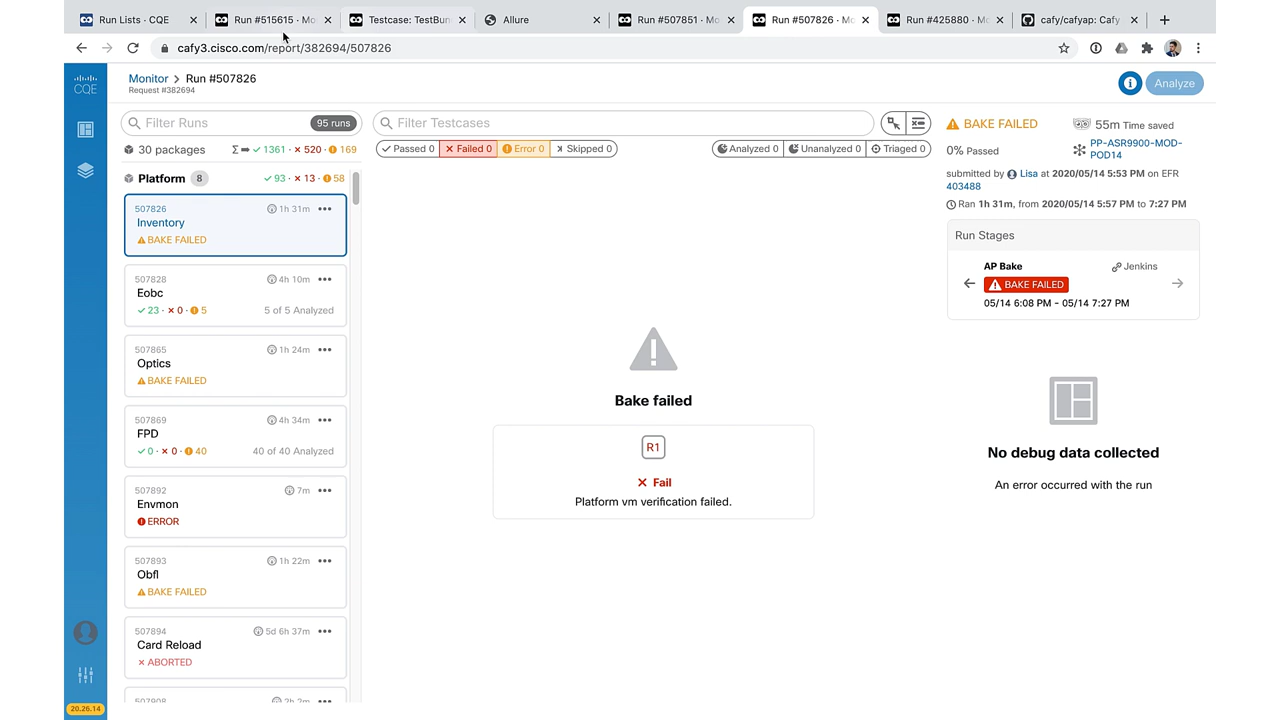 Run Lists - CQE
Run #515615 - Mo
Testcase: TestBun
Allure
Run #507851 - Mo
Run #507826 - Mo
Run #425880 - Mo
cafy/cafyap: Cafy
cafy3.cisco.com/report/382694/507826
CQE
Monitor > Run #507826
Request #382694
Analyze
Filter Runs
95 runs
30 packages
1361 · × 520 · 169
Platform 8
93 · × 13 · 58
507826
1h 31m
Inventory
BAKE FAILED
507828
4h 10m
Eobc
23 · × 0 · 5
5 of 5 Analyzed
507865
1h 24m
Optics
BAKE FAILED
507869
4h 34m
FPD
0 · × 0 · 40
40 of 40 Analyzed
507892
7m
Envmon
ERROR
507893
1h 22m
Obfl
BAKE FAILED
507894
5d 6h 37m
Card Reload
× ABORTED
507908
2h 2m
20.26.14
Filter Testcases
Passed 0
Failed 0
Error 0
Skipped 0
Analyzed 0
Unanalyzed 0
Triaged 0
Bake failed
R1
Fail
Platform vm verification failed.
BAKE FAILED
55m Time saved
0% Passed
PP-ASR9900-MOD-
POD14
submitted by Lisa at 2020/05/14 5:53 PM on EFR
403488
Ran 1h 31m, from 2020/05/14 5:57 PM to 7:27 PM
Run Stages
AP Bake
Jenkins
BAKE FAILED
05/14 6:08 PM - 05/14 7:27 PM
No debug data collected
An error occurred with the run